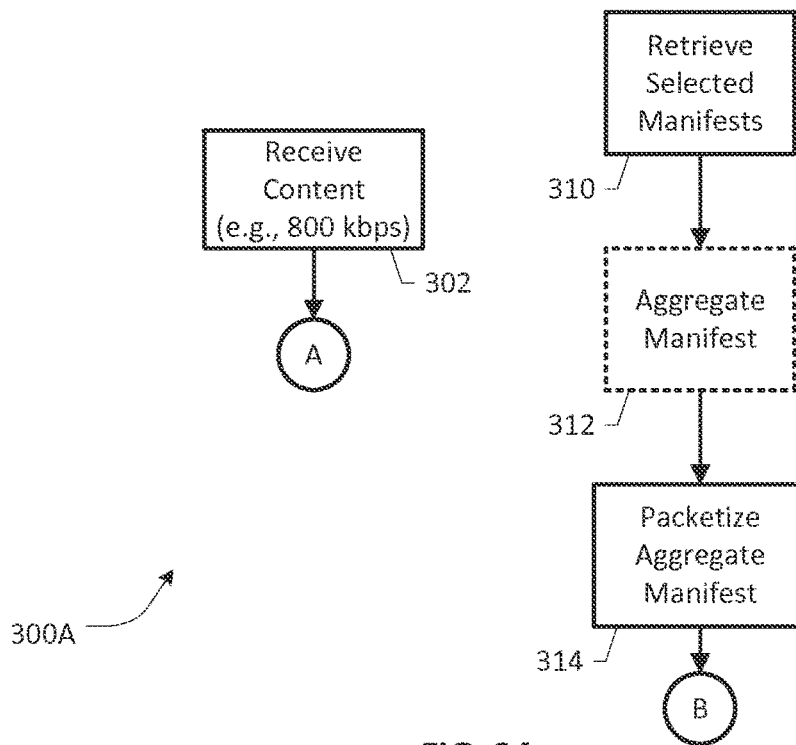 Retrieve
Selected
Manifests
310
Receive
Content
(e.g., 800 kbps)
302
A
Aggregate
Manifest
312
Packetize
Aggregate
Manifest
314
B
300A